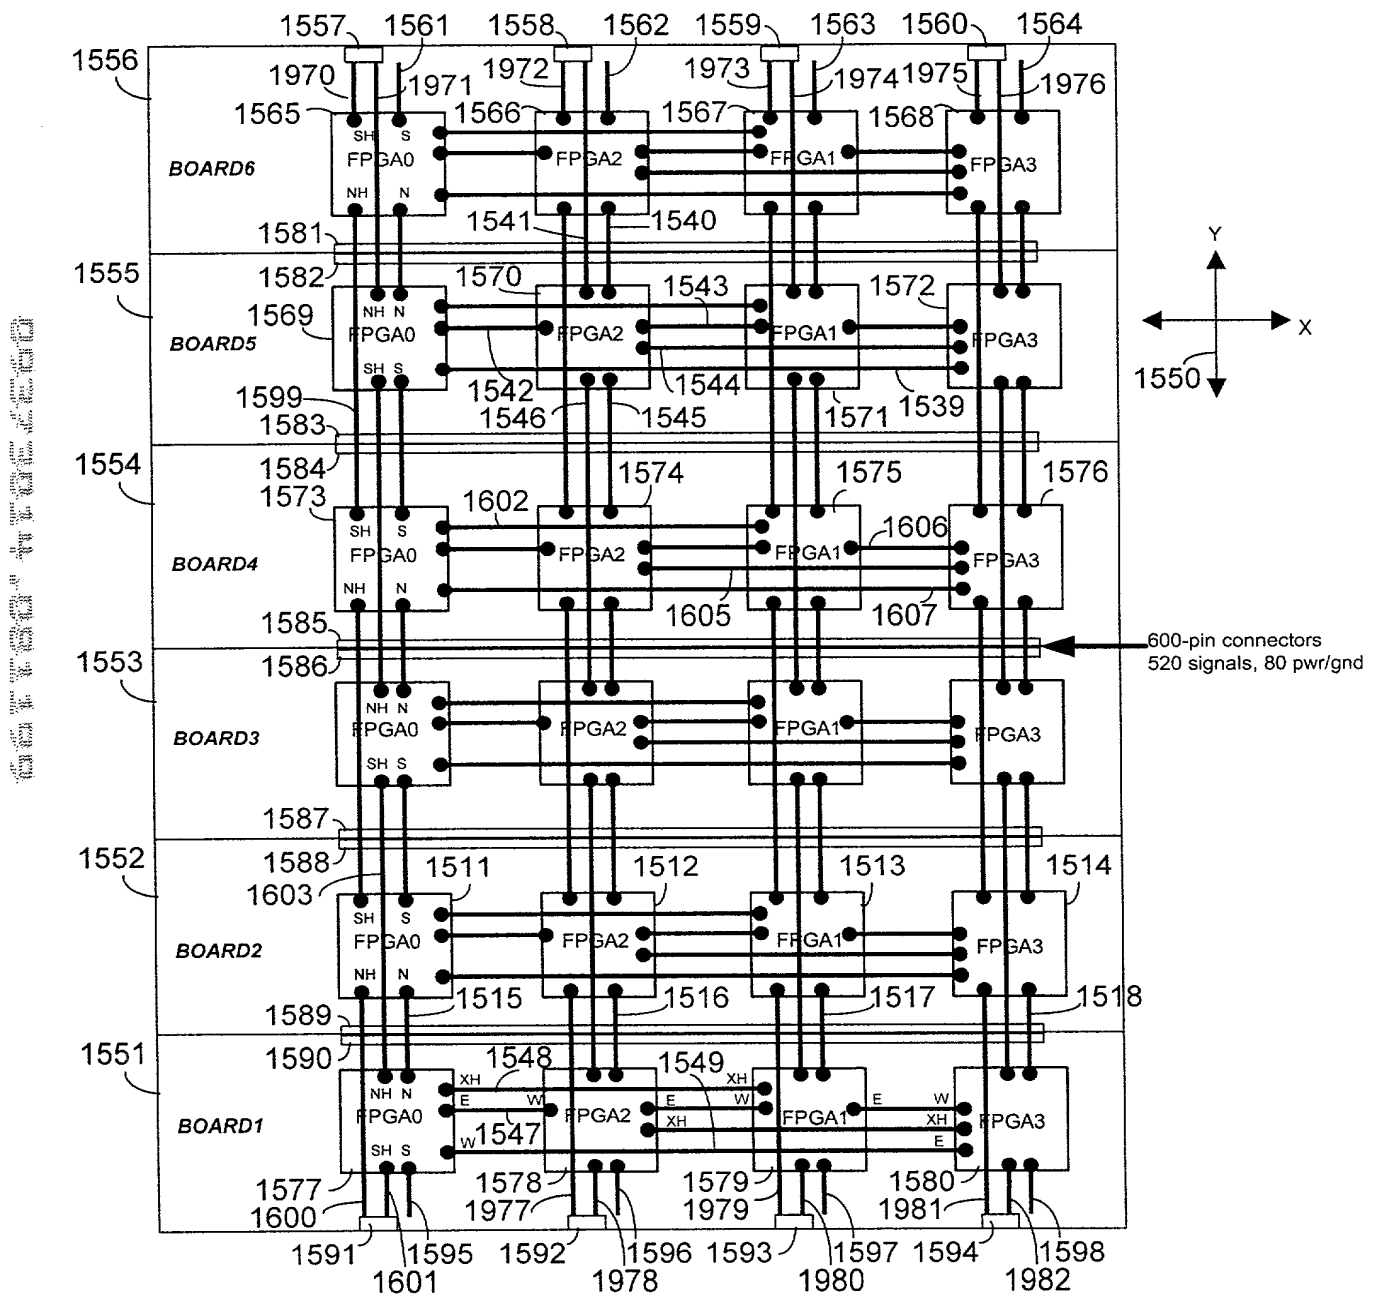 1557 1561 1558 1562 1559 1563 1560 1564
1556 1970 1971 1972 1973 1974 1975 1976
1565 1566 1567 1568
SH S
FPGA0 FPGA2 FPGA1 FPGA3
BOARD6
NH N
1541 1540
1581
1582
Y
X
1550
1555 1570 1543 1572
1569
NH N
FPGA0 FPGA2 FPGA1 FPGA3
BOARD5
SH S
1542 1544 1571 1539
1599 1546 1545
1583
1584
1554
1573 1574 1575 1576
1602 1606
SH S
FPGA0 FPGA2 FPGA1 FPGA3
BOARD4
NH N
1605 1607
1585
1586
600-pin connectors
520 signals, 80 pwr/gnd
1553
NH N
FPGA0 FPGA2 FPGA1 FPGA3
BOARD3
SH S
1587
1588
1552
1603 1511 1512 1513 1514
SH S
FPGA0 FPGA2 FPGA1 FPGA3
BOARD2
NH N
1515 1516 1517 1518
1589
1590
1551
1548 1549
NH N XH E W E XH XH W E W XH
FPGA0 FPGA2 FPGA1 FPGA3
BOARD1
1547
SH S W E
1577 1578 1579 1580
1600 1977 1979 1981
1591 1595 1592 1596 1593 1597 1594 1598
1601 1978 1980 1982